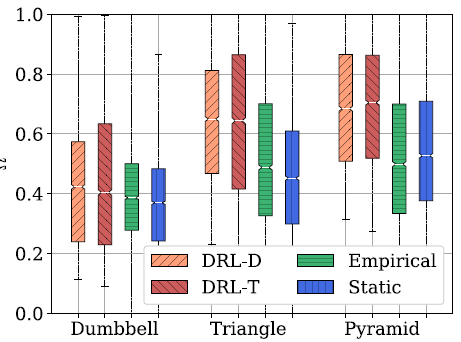 1.0
0.8
0.6
0.4
0.2
0.0
DRL-D
Empirical
DRL-T
Static
Dumbbell
Triangle
Pyramid